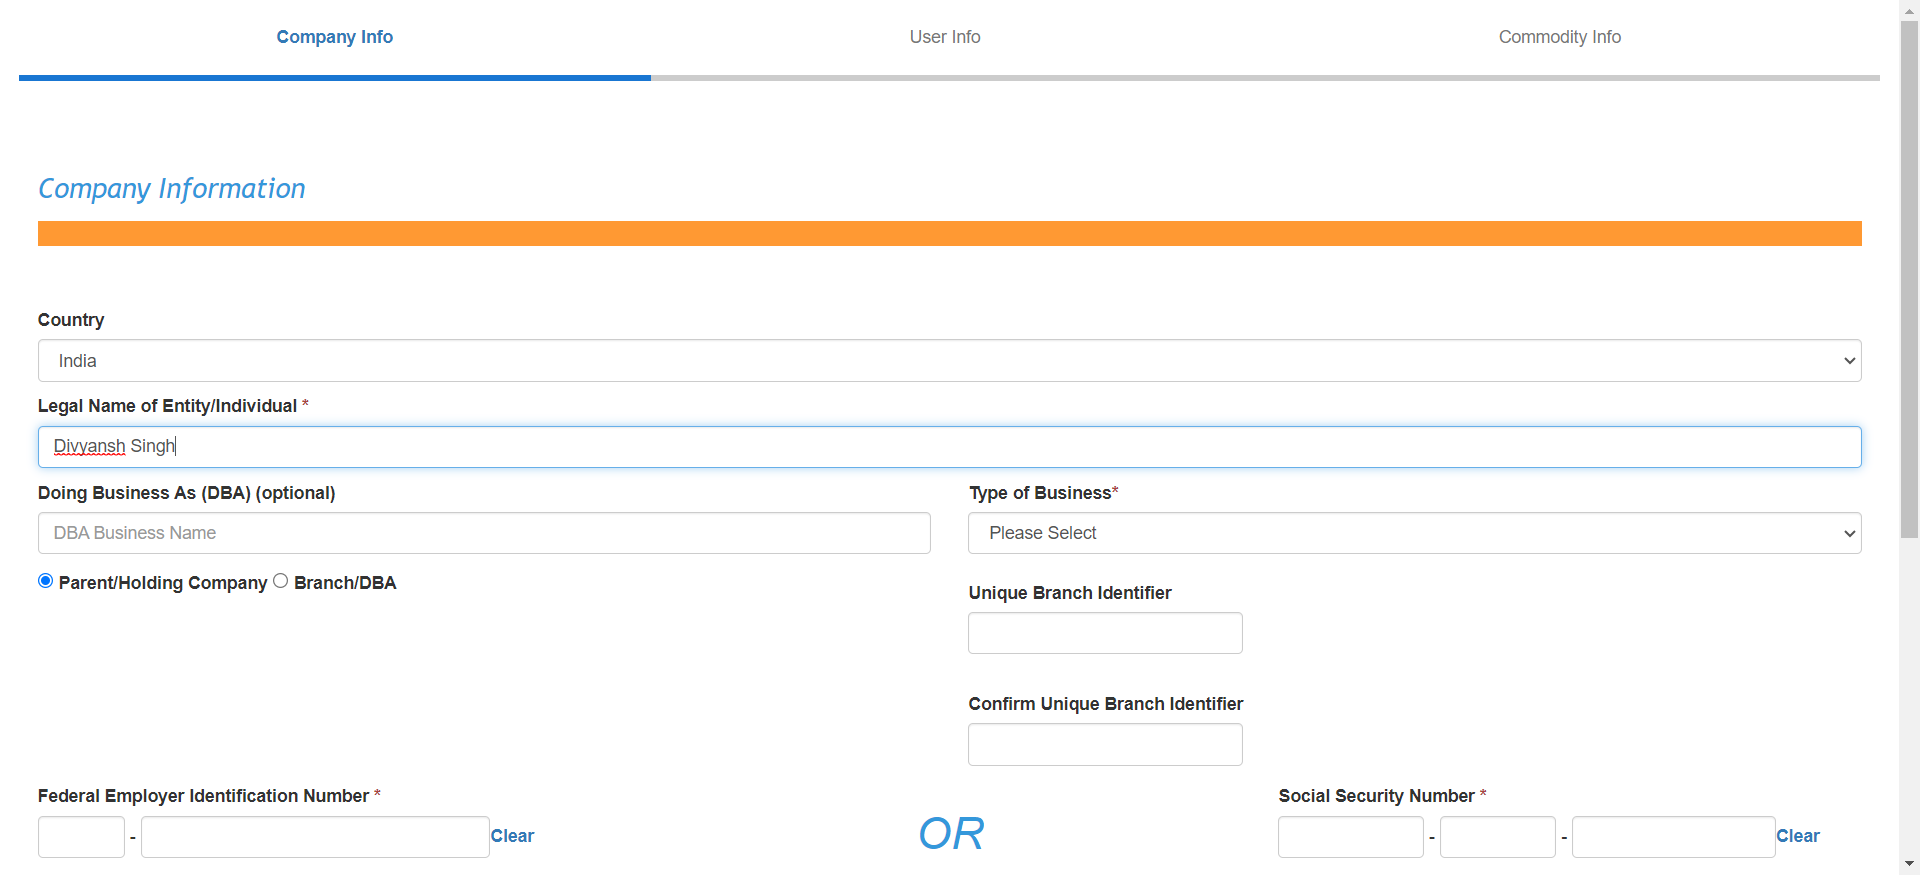 Company Info User Info Commodity Info
Company Information
Country
India
Legal Name of Entity/Individual *
Divyansh Singh
Doing Business As (DBA) (optional) Type of Business*
DBA Business Name Please Select
Parent/Holding Company Branch/DBA
Unique Branch Identifier
Confirm Unique Branch Identifier
Federal Employer Identification Number * Social Security Number *
- Clear OR - - Clear